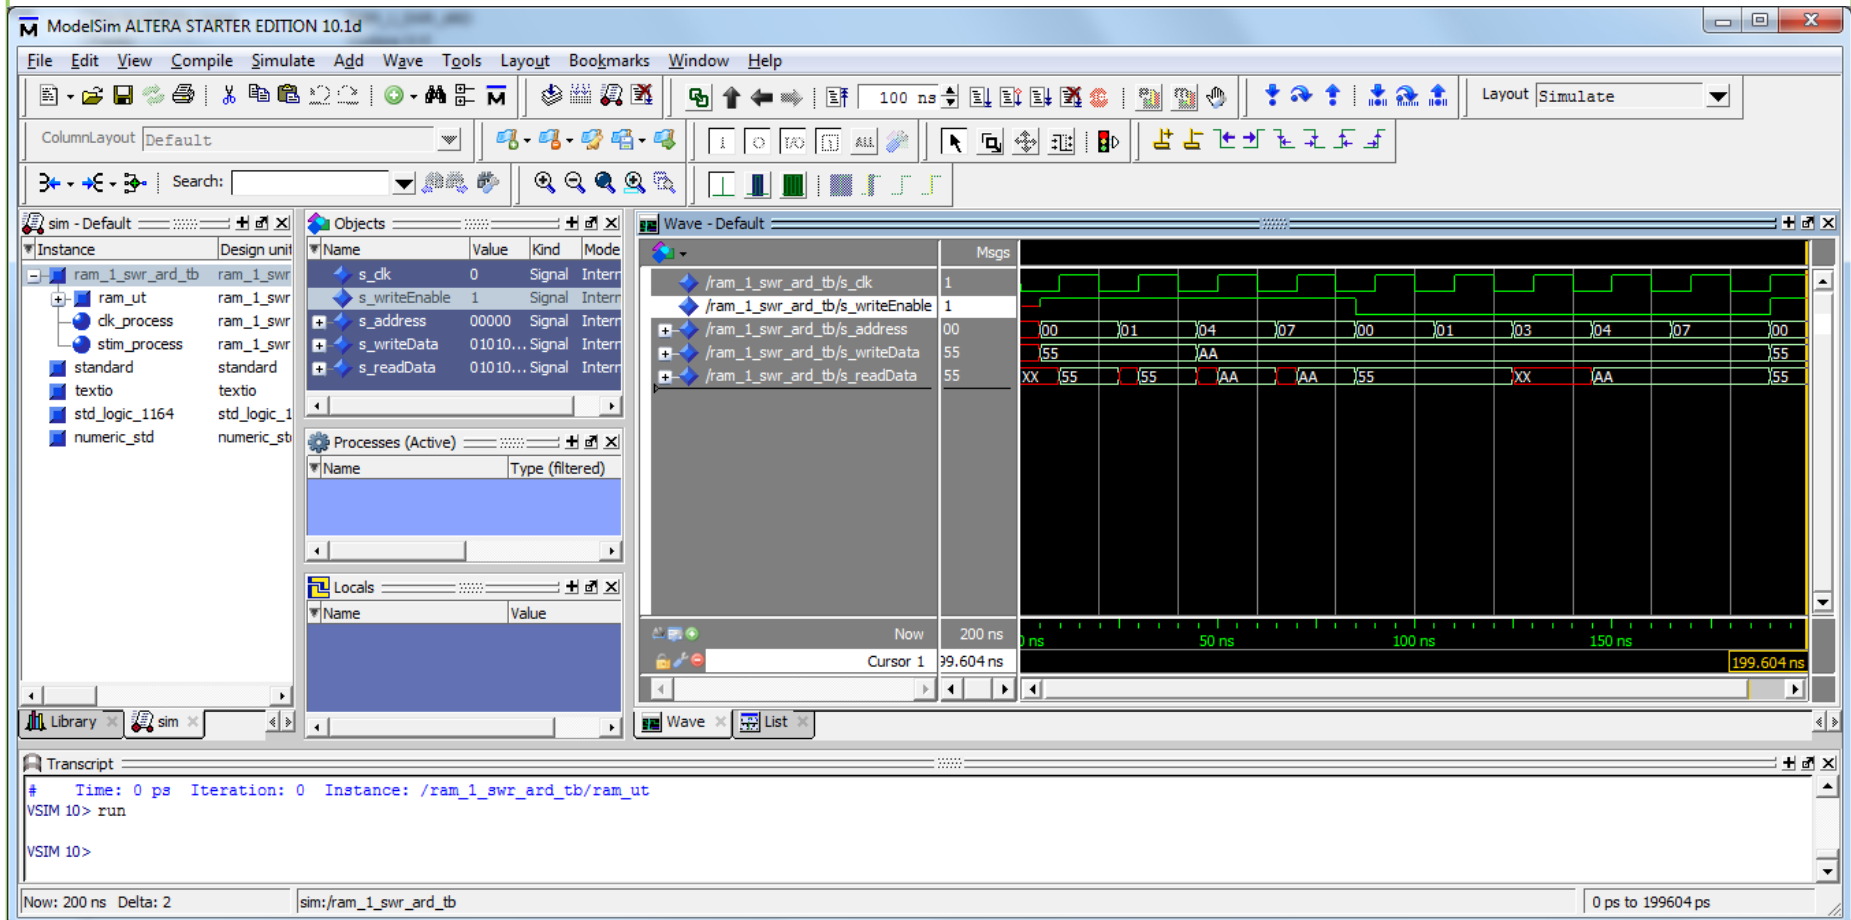 ModelSim ALTERA STARTER EDITION 10.1d
File Edit View Compile Simulate Add Wave Tools Layout Bookmarks Window Help
100 ns Layout Simulate
ColumnLayout Default
Search:
sim - Default
Instance Design unit
ram_1_swr_ard_tb ram_1_swr
ram_ut ram_1_swr
clk_process ram_1_swr
stim_process ram_1_swr
standard standard
textio textio
std_logic_1164 std_logic_1
numeric_std numeric_st
Library sim
Objects
Name Value Kind Mode
s_clk 0 Signal Intern
s_writeEnable 1 Signal Intern
s_address 00000 Signal Intern
s_writeData 01010... Signal Intern
s_readData 01010... Signal Intern
Processes (Active)
Name Type (filtered)
Locals
Name Value
Wave - Default
Msgs
/ram_1_swr_ard_tb/s_clk 1
/ram_1_swr_ard_tb/s_writeEnable 1
/ram_1_swr_ard_tb/s_address 00 00 01 04 07 00 01 03 04 07 00
/ram_1_swr_ard_tb/s_writeData 55 55 AA 55
/ram_1_swr_ard_tb/s_readData 55 XX 55 55 AA AA 55 XX AA 55
Now 200 ns ns 50 ns 100 ns 150 ns
Cursor 1 99.604 ns 199.604 ns
Wave List
Transcript
# Time: 0 ps Iteration: 0 Instance: /ram_1_swr_ard_tb/ram_ut
VSIM 10> run
VSIM 10>
Now: 200 ns Delta: 2 sim:/ram_1_swr_ard_tb 0 ps to 199604 ps